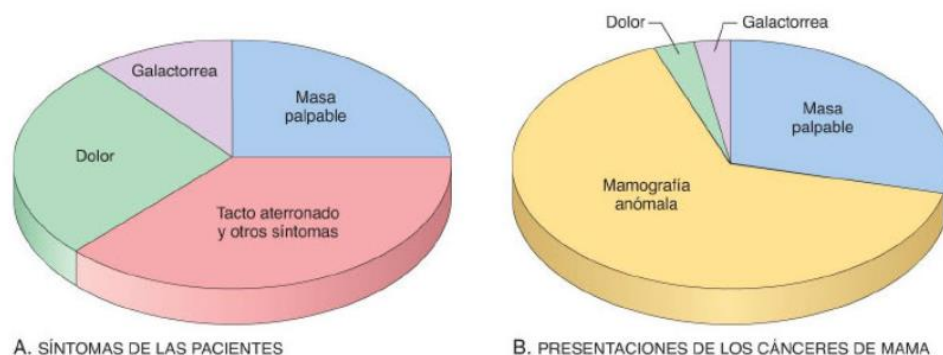 Galactorrea
Masa
palpable
Dolor
Tacto aterronado
y otros síntomas
A. SÍNTOMAS DE LAS PACIENTES
Dolor
Galactorrea
Masa
palpable
Mamografía
anómala
B. PRESENTACIONES DE LOS CÁNCERES DE MAMA